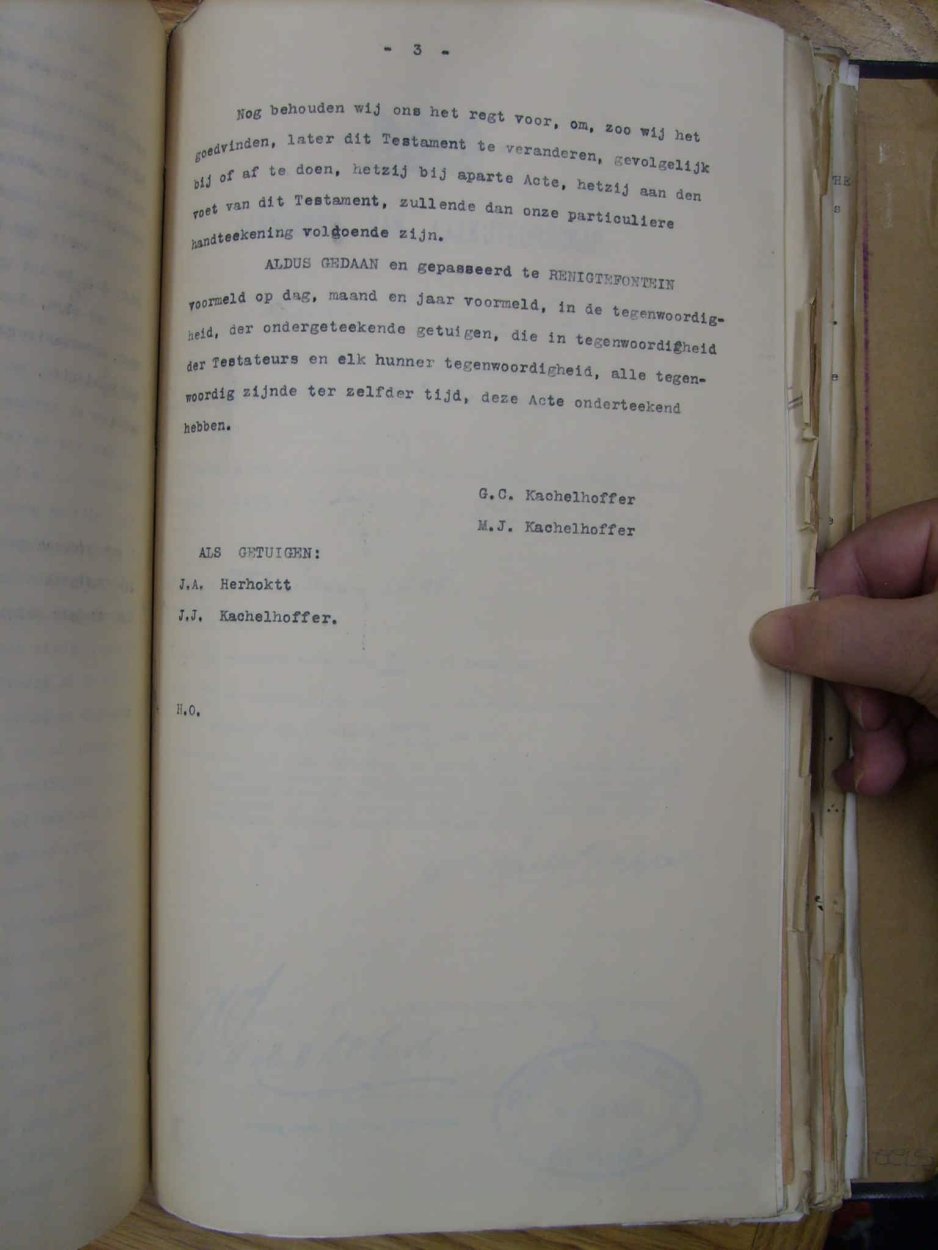 - 3 -
Nog behouden wij ons het regt voor, om, zoo wij het
goedvinden, later dit Testament te veranderen, gevolgelijk
bij of af te doen, hetzij bij aparte Acte, hetzij aan den
voet van dit Testament, zullende dan onze particuliere
handteekening voldoende zijn.
ALDUS GEDAAN en gepasseerd te RENIGTEFONTEIN
voormeld op dag, maand en jaar voormeld, in de tegenwoordig-
heid, der ondergeteekende getuigen, die in tegenwoordigheid
der Testateurs en elk hunner tegenwoordigheid, alle tegen-
woordig zijnde ter zelfder tijd, deze Acte onderteekend
hebben.
G.C. Kachelhoffer
M.J. Kachelhoffer
ALS GETUIGEN:
J.A. Herhoktt
J.J. Kachelhoffer.
H.O.
HE
s
e
e